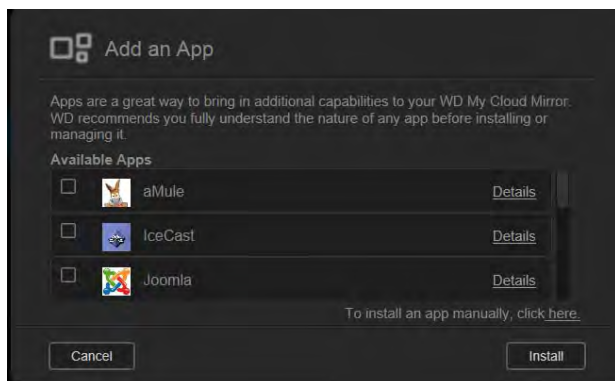 Add an App
Apps are a great way to bring in additional capabilities to your WD My Cloud Mirror.
WD recommends you fully understand the nature of any app before installing or
managing it.
Available Apps
aMule Details
IceCast Details
Joomla Details
To install an app manually, click here.
Cancel Install